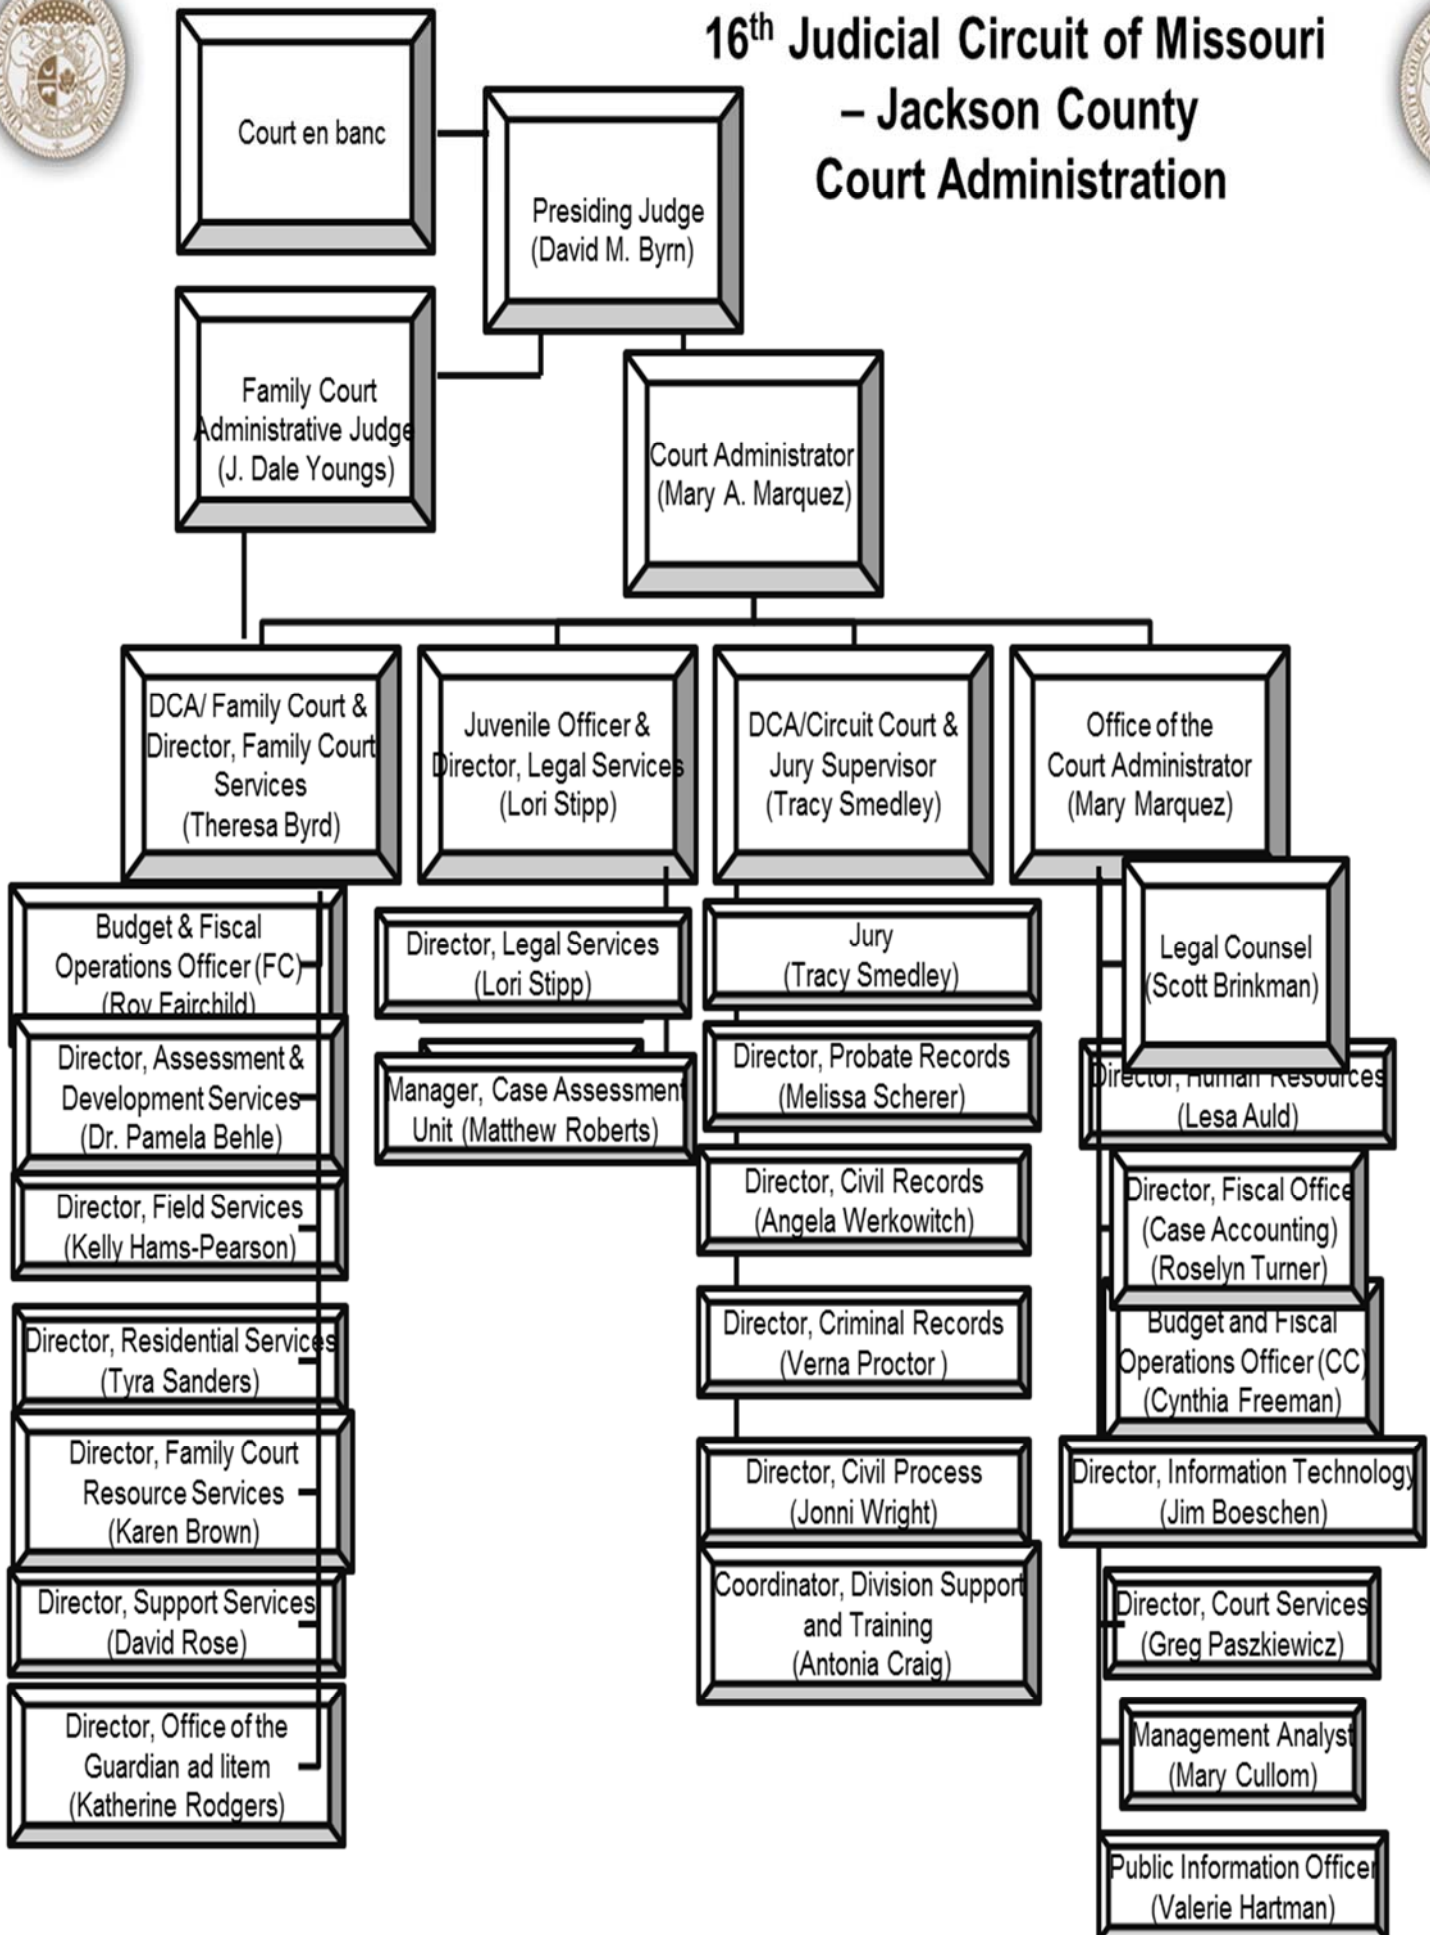 16th Judicial Circuit of Missouri
– Jackson County
Court Administration
Court en banc
Presiding Judge
(David M. Byrn)
Family Court
Administrative Judge
(J. Dale Youngs)
Court Administrator
(Mary A. Marquez)
DCA/ Family Court &
Director, Family Court
Services
(Theresa Byrd)
Juvenile Officer &
Director, Legal Services
(Lori Stipp)
DCA/Circuit Court &
Jury Supervisor
(Tracy Smedley)
Office of the
Court Administrator
(Mary Marquez)
Budget & Fiscal
Operations Officer (FC)
(Roy Fairchild)
Director, Assessment &
Development Services
(Dr. Pamela Behle)
Director, Field Services
(Kelly Hams-Pearson)
Director, Residential Services
(Tyra Sanders)
Director, Family Court
Resource Services
(Karen Brown)
Director, Support Services
(David Rose)
Director, Office of the
Guardian ad litem
(Katherine Rodgers)
Director, Legal Services
(Lori Stipp)
Manager, Case Assessment
Unit (Matthew Roberts)
Jury
(Tracy Smedley)
Director, Probate Records
(Melissa Scherer)
Director, Civil Records
(Angela Werkowitch)
Director, Criminal Records
(Verna Proctor )
Director, Civil Process
(Jonni Wright)
Coordinator, Division Support
and Training
(Antonia Craig)
Legal Counsel
(Scott Brinkman)
Director, Human Resources
(Lesa Auld)
Director, Fiscal Office
(Case Accounting)
(Roselyn Turner)
Budget and Fiscal
Operations Officer (CC)
(Cynthia Freeman)
Director, Information Technology
(Jim Boeschen)
Director, Court Services
(Greg Paszkiewicz)
Management Analyst
(Mary Cullom)
Public Information Officer
(Valerie Hartman)